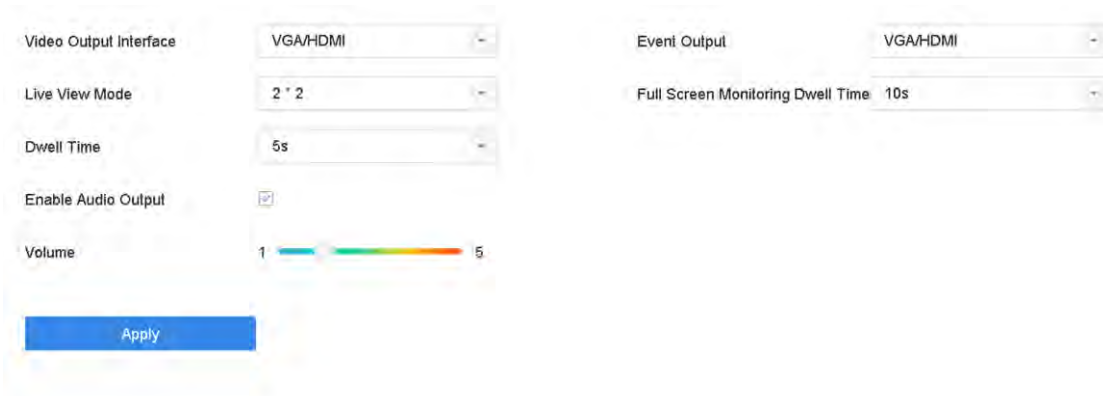 Video Output Interface
VGA/HDMI
Event Output
VGA/HDMI
Live View Mode
2 * 2
Full Screen Monitoring Dwell Time
10s
Dwell Time
5s
Enable Audio Output
Volume
1
5
Apply